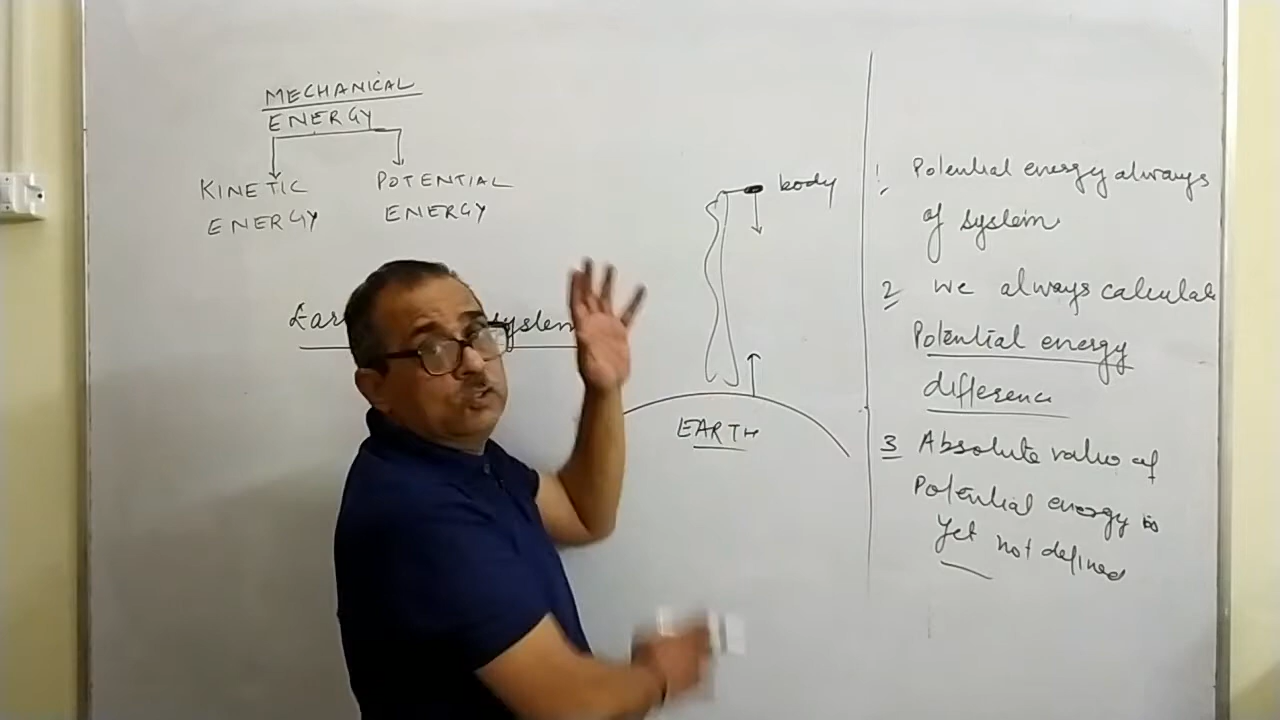 MECHANICAL
ENERGY
KINETIC
ENERGY
POTENTIAL
ENERGY
body
EARTH
1. Potential energy always
of system
2 we always calculate
Potential energy
difference
3 Absolute value of
Potential energy is
yet not defined